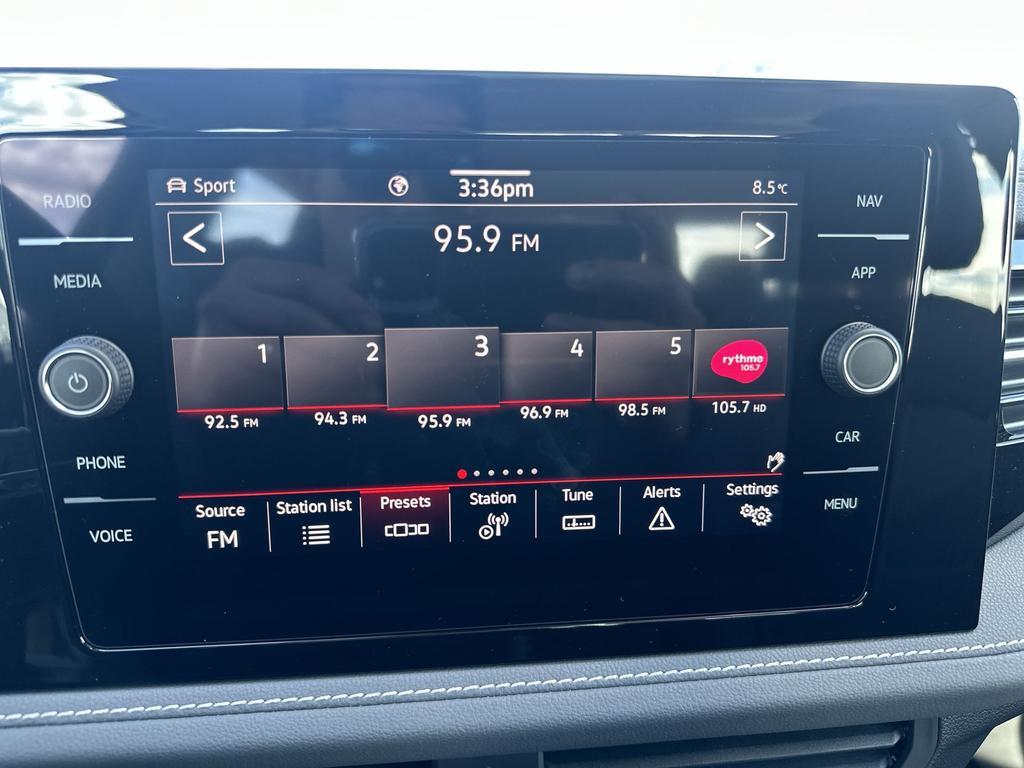 RADIO
MEDIA
PHONE
VOICE
Sport
3:36pm
8.5°C
<
95.9 FM
>
1
2
3
4
5
rythme
105.7
92.5 FM
94.3 FM
95.9 FM
96.9 FM
98.5 FM
105.7 HD
Source
FM
Station list
Presets
Station
Tune
Alerts
Settings
NAV
APP
CAR
MENU